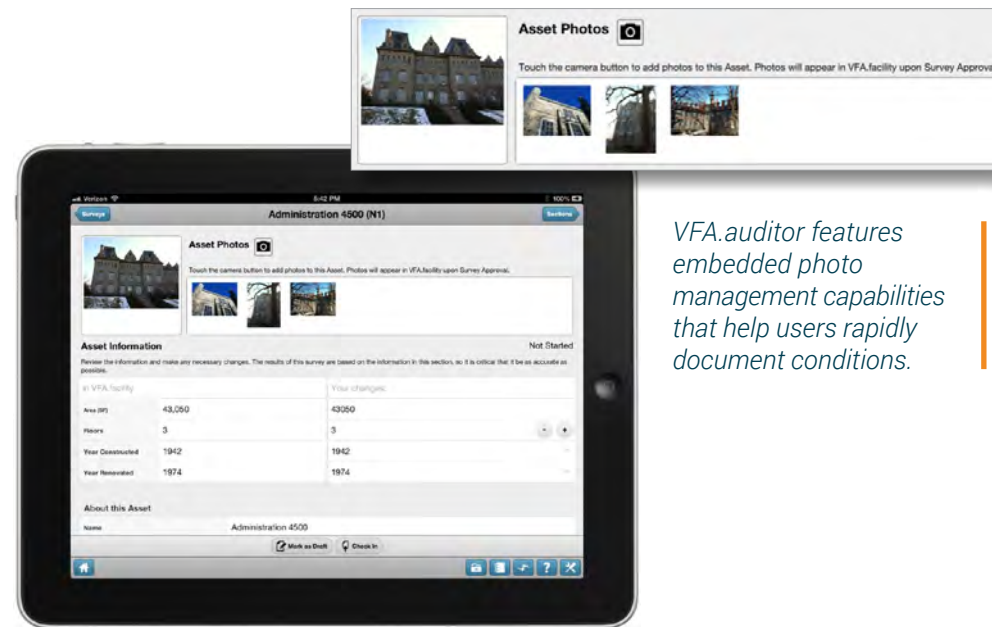 Asset Photos
Touch the camera button to add photos to this Asset. Photos will appear in VFA.facility upon Survey Approva
Verizon
5:42 PM
100%
Surveys
Administration 4500 (N1)
Sections
Asset Photos
Touch the camera button to add photos to this Asset. Photos will appear in VFA.facility upon Survey Approval.
Asset Information
Not Started
Review the information and make any necessary changes. The results of this survey are based on the information in this section, so it is critical that it be as accurate as
possible.
in VFA.facility
Your changes:
Area (SF)
43,050
43050
Floors
3
3
- +
Year Constructed
1942
1942
Year Renovated
1974
1974
About this Asset
Name
Administration 4500
Mark as Draft
Check In
?
VFA.auditor features
embedded photo
management capabilities
that help users rapidly
document conditions.